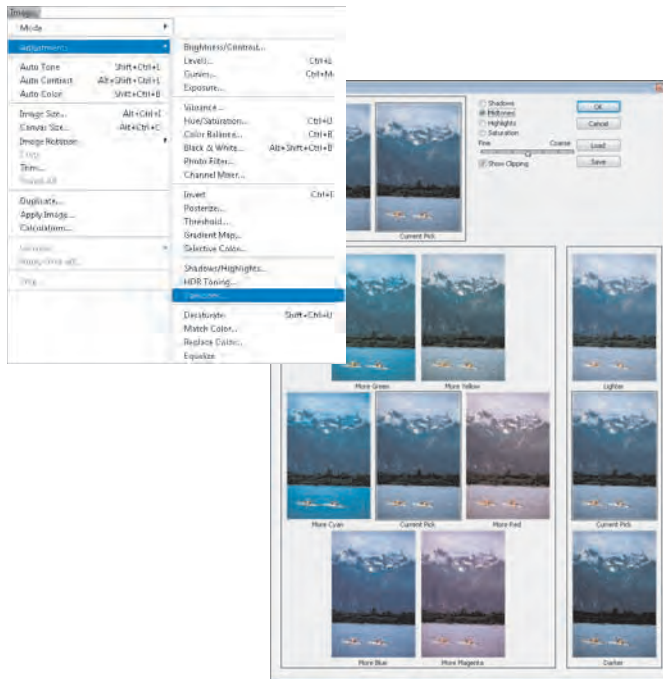 Image
Mode
Adjustments
Auto Tone Shift+Ctrl+L
Auto Contrast Alt+Shift+Ctrl+L
Auto Color Shift+Ctrl+B
Image Size... Alt+Ctrl+I
Canvas Size... Alt+Ctrl+C
Image Rotation
Crop
Trim...
Reveal All
Duplicate...
Apply Image...
Calculations...
Brightness/Contrast...
Levels... Ctrl+L
Curves... Ctrl+M
Exposure...
Vibrance...
Hue/Saturation... Ctrl+U
Color Balance... Ctrl+B
Black & White... Alt+Shift+Ctrl+B
Photo Filter...
Channel Mixer...
Invert Ctrl+I
Posterize...
Threshold...
Gradient Map...
Selective Color...
Shadows/Highlights...
HDR Toning...
Variations...
Desaturate Shift+Ctrl+U
Match Color...
Replace Color...
Equalize
Shadows
Midtones
Highlights
Saturation
Fine Coarse
Show Clipping
OK
Cancel
Load
Save
Current Pick
More Green
More Yellow
Lighter
More Cyan
Current Pick
More Red
Current Pick
More Blue
More Magenta
Darker